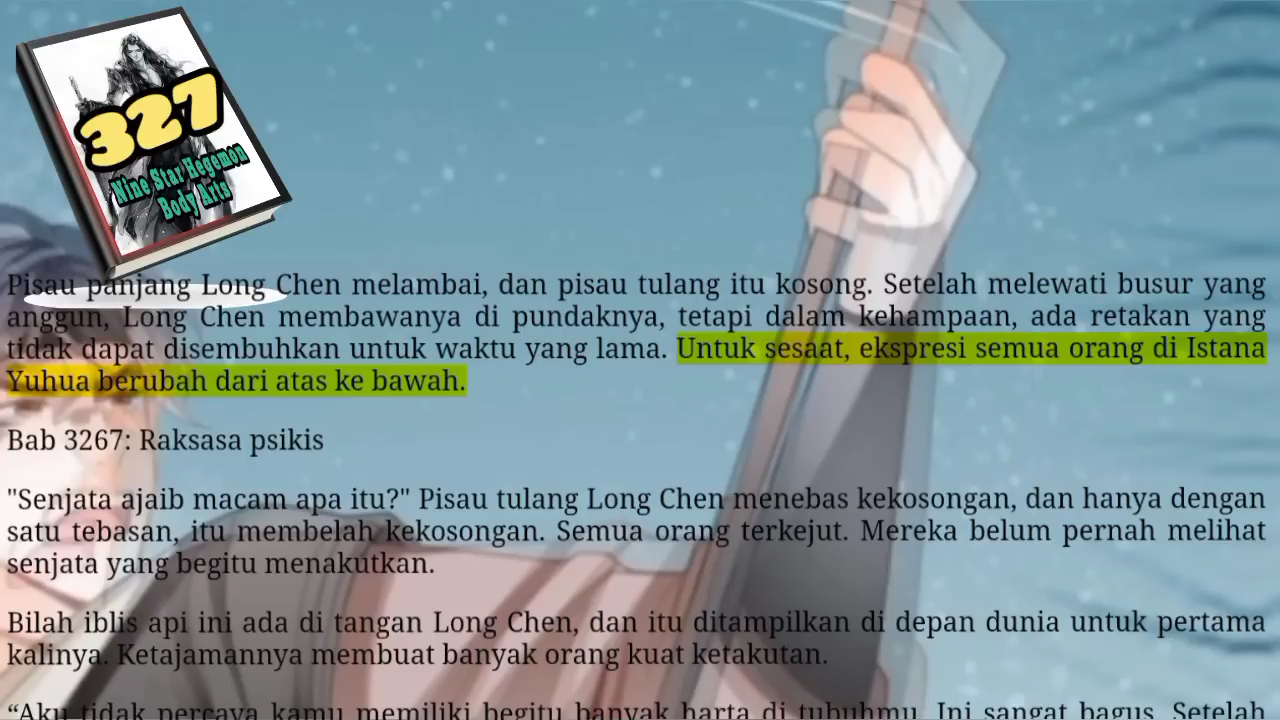 327
Nine Star Hegemon
Body Arts
Pisau panjang Long Chen melambai, dan pisau tulang itu kosong. Setelah melewati busur yang
anggun, Long Chen membawanya di pundaknya, tetapi dalam kehampaan, ada retakan yang
tidak dapat disembuhkan untuk waktu yang lama. Untuk sesaat, ekspresi semua orang di Istana
Yuhua berubah dari atas ke bawah.
Bab 3267: Raksasa psikis
"Senjata ajaib macam apa itu?" Pisau tulang Long Chen menebas kekosongan, dan hanya dengan
satu tebasan, itu membelah kekosongan. Semua orang terkejut. Mereka belum pernah melihat
senjata yang begitu menakutkan.
Bilah iblis api ini ada di tangan Long Chen, dan itu ditampilkan di depan dunia untuk pertama
kalinya. Ketajamannya membuat banyak orang kuat ketakutan.
“Aku tidak percaya kamu memiliki begitu banyak harta di tubuhmu. Ini sangat bagus. Setelah